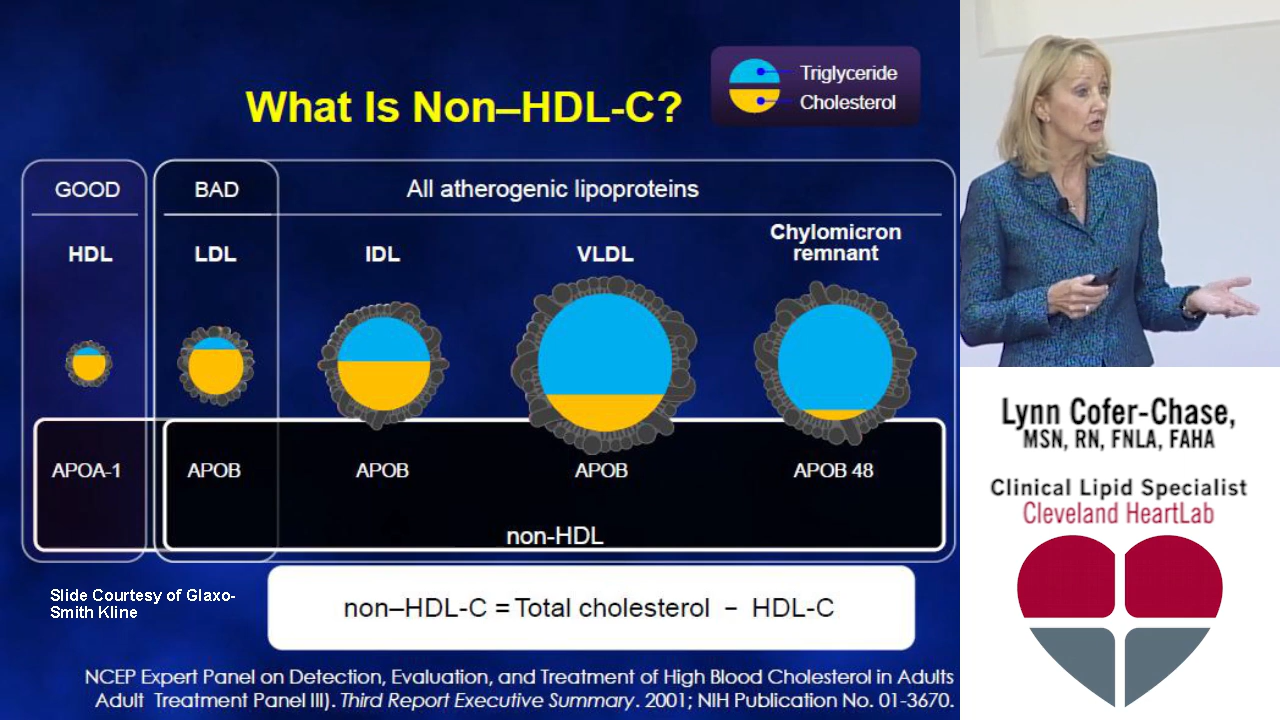 What Is Non–HDL-C?
Triglyceride
Cholesterol
GOOD
BAD
All atherogenic lipoproteins
HDL
LDL
IDL
VLDL
Chylomicron
remnant
APOA-1
APOB
APOB
APOB
APOB 48
non-HDL
Slide Courtesy of Glaxo-
Smith Kline
non–HDL-C = Total cholesterol – HDL-C
NCEP Expert Panel on Detection, Evaluation, and Treatment of High Blood Cholesterol in Adults
Adult Treatment Panel III). Third Report Executive Summary. 2001; NIH Publication No. 01-3670.
Lynn Cofer-Chase,
MSN, RN, FNLA, FAHA
Clinical Lipid Specialist
Cleveland HeartLab